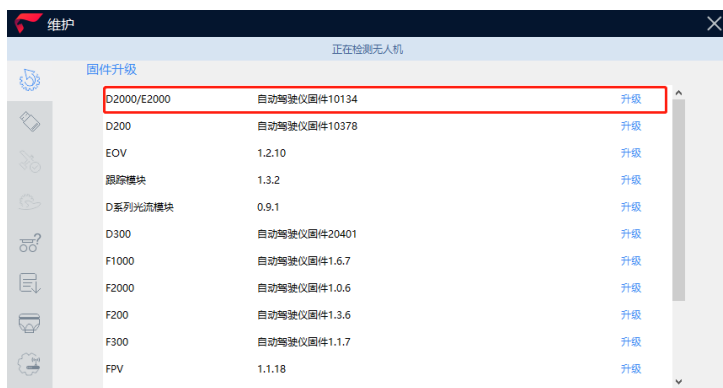 维护
正在检测无人机
固件升级
D2000/E2000 自动驾驶仪固件10134 升级
D200 自动驾驶仪固件10378 升级
EOV 1.2.10 升级
跟踪模块 1.3.2 升级
D系列光流模块 0.9.1 升级
D300 自动驾驶仪固件20401 升级
F1000 自动驾驶仪固件1.6.7 升级
F2000 自动驾驶仪固件1.0.6 升级
F200 自动驾驶仪固件1.3.6 升级
F300 自动驾驶仪固件1.1.7 升级
FPV 1.1.18 升级